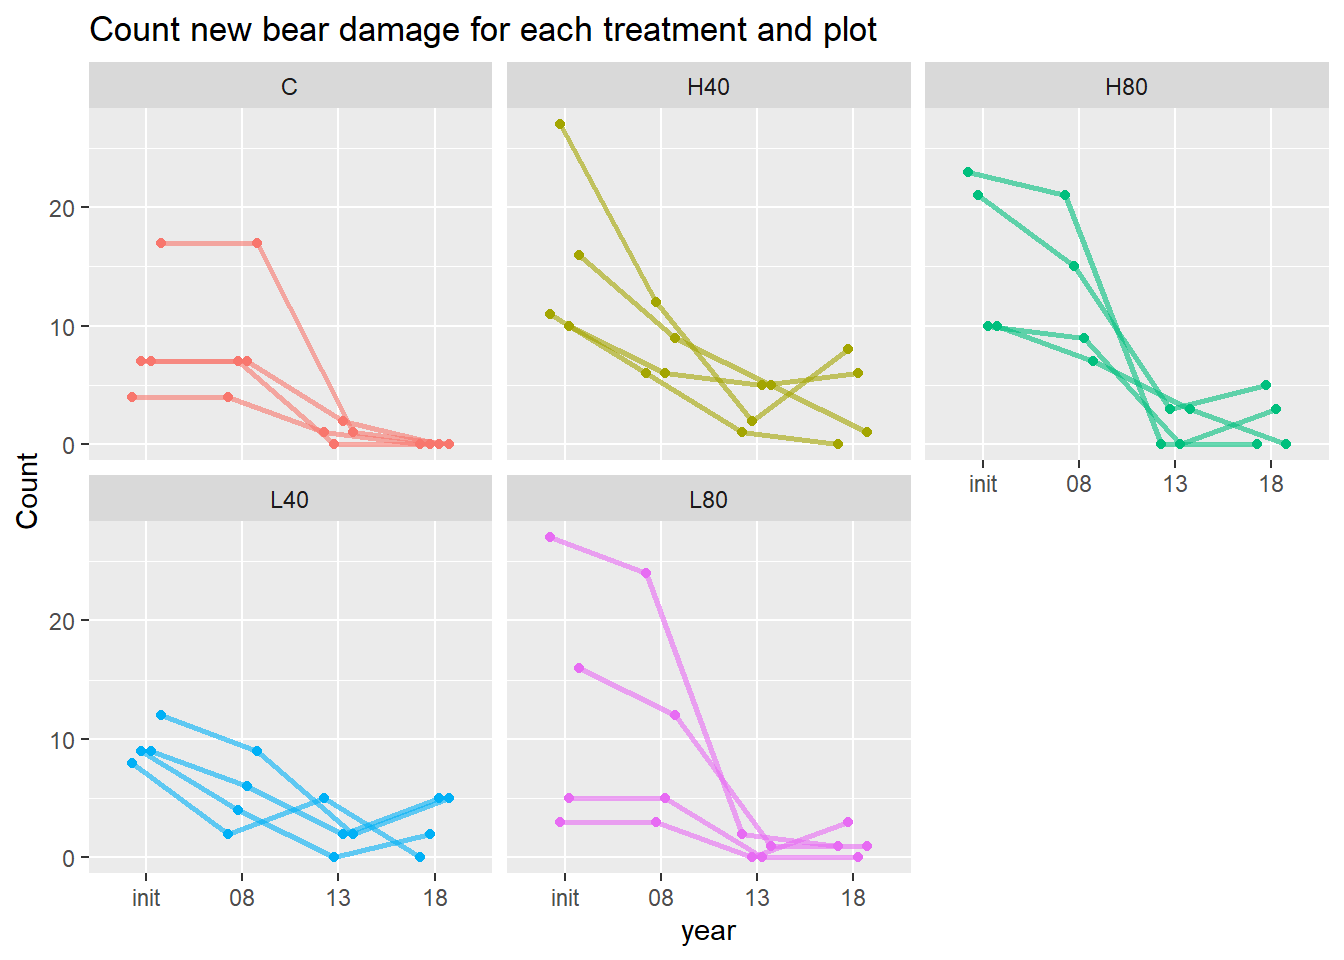 Count new bear damage for each treatment and plot
C H40 H80
20
10
0
init 08 13 18
L40 L80
20
10
0
init 08 13 18 init 08 13 18
year
Count